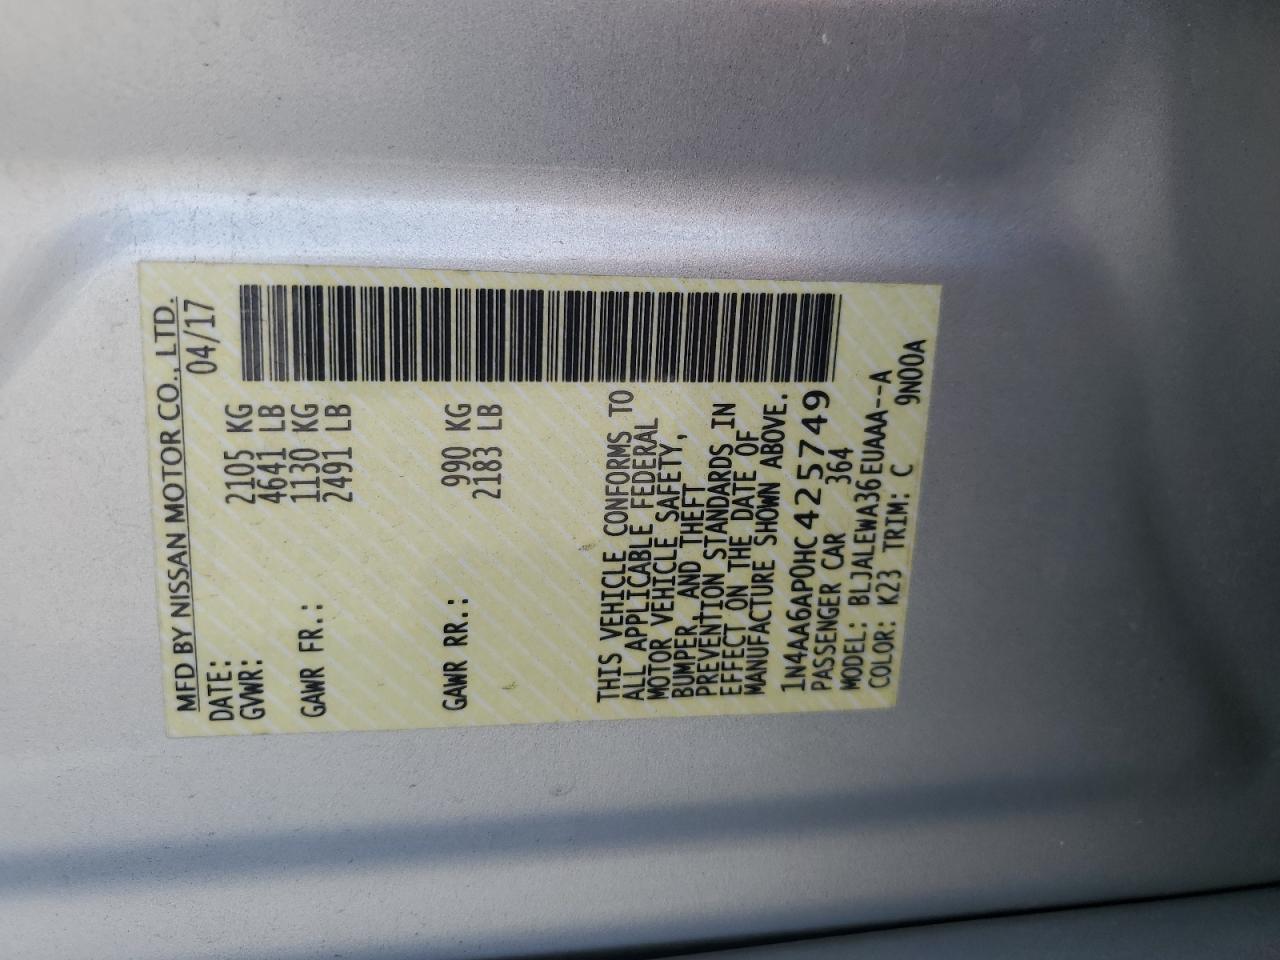 MFD BY NISSAN MOTOR CO., LTD.
DATE: 04/17
GVWR: 2105 KG
4641 LB
GAWR FR.: 1130 KG
2491 LB
GAWR RR.: 990 KG
2183 LB
THIS VEHICLE CONFORMS TO
ALL APPLICABLE FEDERAL
MOTOR VEHICLE SAFETY,
BUMPER, AND THEFT
PREVENTION STANDARDS IN
EFFECT ON THE DATE OF
MANUFACTURE SHOWN ABOVE.
1N4AA6AP0HC425749
PASSENGER CAR 364
MODEL: BLJALEWA36EUAAA--A
COLOR: K23 TRIM: C 9N00A